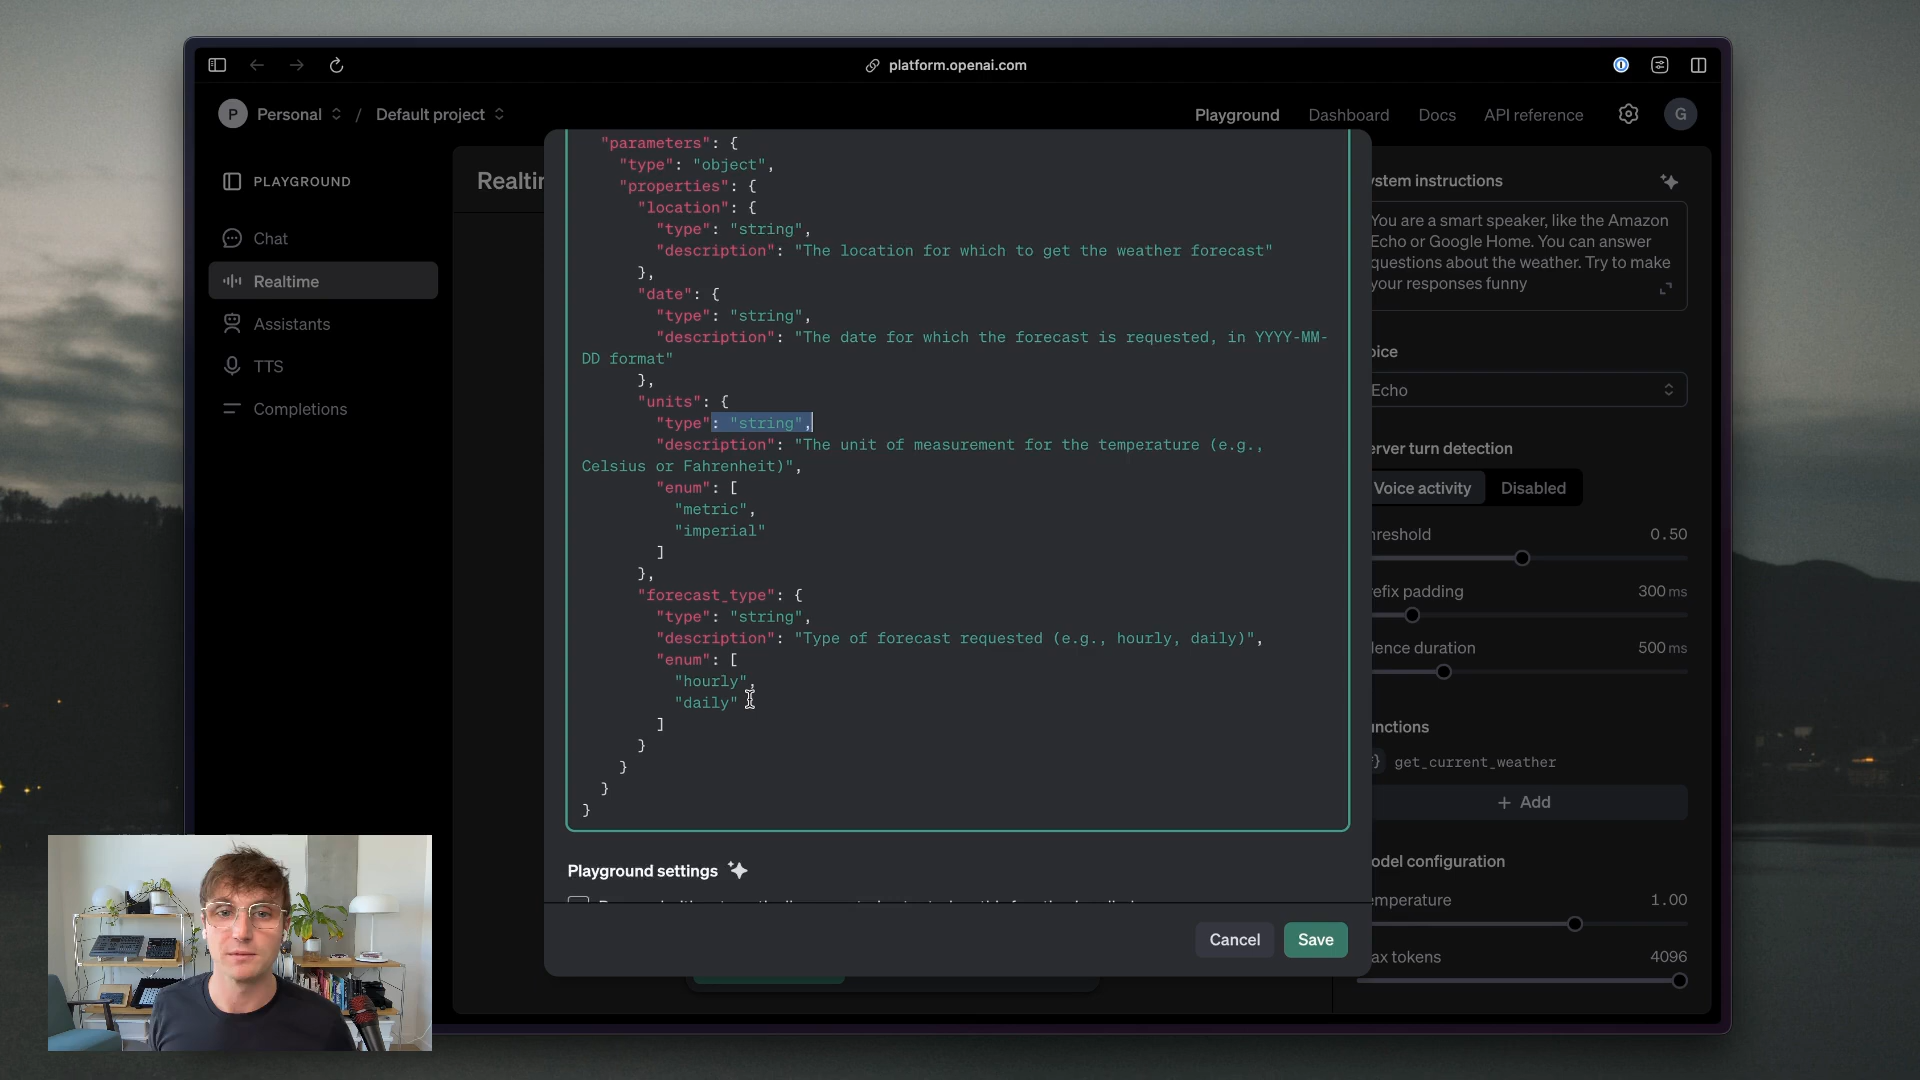 platform.openai.com
P Personal / Default project
Playground Dashboard Docs API reference G
PLAYGROUND
Chat
Realtime
Assistants
TTS
Completions
Realtir
"parameters": {
"type": "object",
"properties": {
"location": {
"type": "string",
"description": "The location for which to get the weather forecast"
},
"date": {
"type": "string",
"description": "The date for which the forecast is requested, in YYYY-MM-
DD format"
},
"units": {
"type": "string",
"description": "The unit of measurement for the temperature (e.g.,
Celsius or Fahrenheit)",
"enum": [
"metric",
"imperial"
]
},
"forecast_type": {
"type": "string",
"description": "Type of forecast requested (e.g., hourly, daily)",
"enum": [
"hourly",
"daily"
]
}
}
}
}
Playground settings
Cancel Save
ystem instructions
You are a smart speaker, like the Amazon
Echo or Google Home. You can answer
questions about the weather. Try to make
your responses funny
oice
Echo
erver turn detection
Voice activity Disabled
reshold 0.50
efix padding 300 ms
lence duration 500 ms
unctions
get_current_weather
+ Add
odel configuration
emperature 1.00
ax tokens 4096